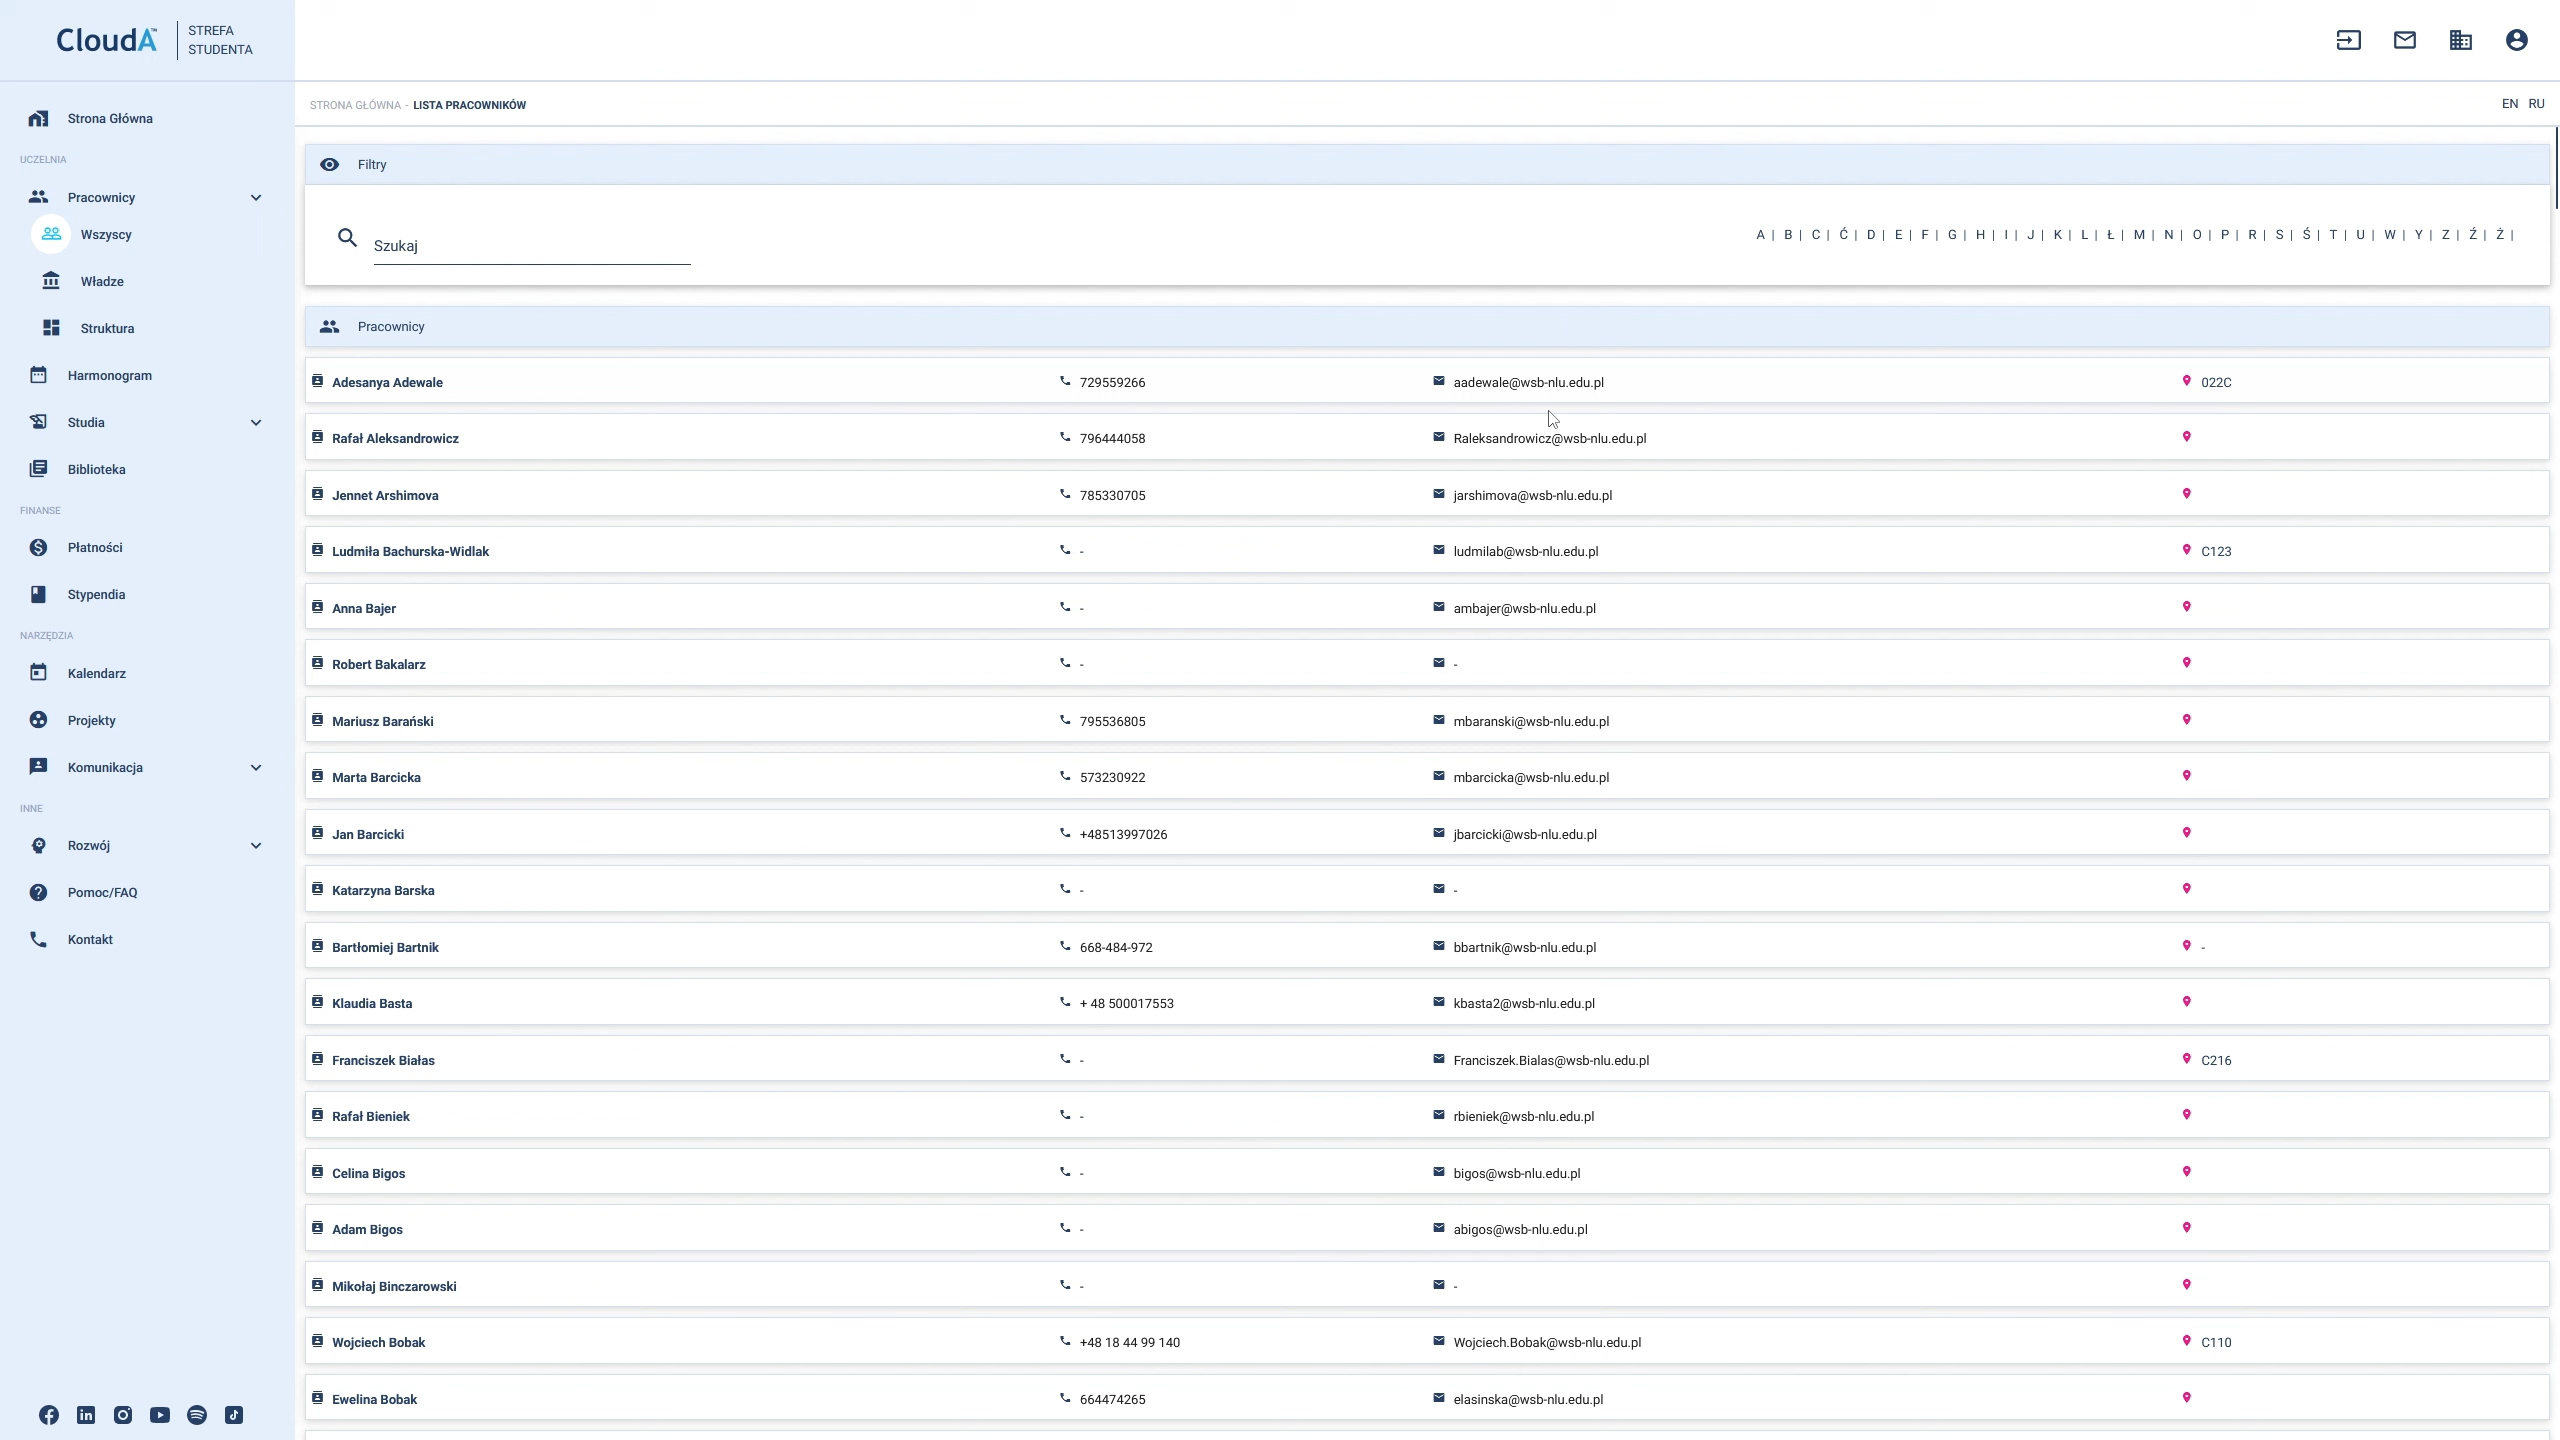 CloudA™ STREFA STUDENTA
STRONA GŁÓWNA - LISTA PRACOWNIKÓW EN RU
Strona Główna
UCZELNIA
Pracownicy
Wszyscy
Władze
Struktura
Harmonogram
Studia
Biblioteka
FINANSE
Płatności
Stypendia
NARZĘDZIA
Kalendarz
Projekty
Komunikacja
INNE
Rozwój
Pomoc/FAQ
Kontakt
Filtry
Szukaj
A | B | C | Ć | D | E | F | G | H | I | J | K | L | Ł | M | N | O | P | R | S | Ś | T | U | W | Y | Z | Ź | Ż |
Pracownicy
Adesanya Adewale 729559266 aadewale@wsb-nlu.edu.pl 022C
Rafał Aleksandrowicz 796444058 Raleksandrowicz@wsb-nlu.edu.pl
Jennet Arshimova 785330705 jarshimova@wsb-nlu.edu.pl
Ludmiła Bachurska-Widlak - ludmilab@wsb-nlu.edu.pl C123
Anna Bajer - ambajer@wsb-nlu.edu.pl
Robert Bakalarz - -
Mariusz Barański 795536805 mbaranski@wsb-nlu.edu.pl
Marta Barcicka 573230922 mbarcicka@wsb-nlu.edu.pl
Jan Barcicki +48513997026 jbarcicki@wsb-nlu.edu.pl
Katarzyna Barska - -
Bartłomiej Bartnik 668-484-972 bbartnik@wsb-nlu.edu.pl -
Klaudia Basta + 48 500017553 kbasta2@wsb-nlu.edu.pl
Franciszek Białas - Franciszek.Bialas@wsb-nlu.edu.pl C216
Rafał Bieniek - rbieniek@wsb-nlu.edu.pl
Celina Bigos - bigos@wsb-nlu.edu.pl
Adam Bigos - abigos@wsb-nlu.edu.pl
Mikołaj Binczarowski - -
Wojciech Bobak +48 18 44 99 140 Wojciech.Bobak@wsb-nlu.edu.pl C110
Ewelina Bobak 664474265 elasinska@wsb-nlu.edu.pl